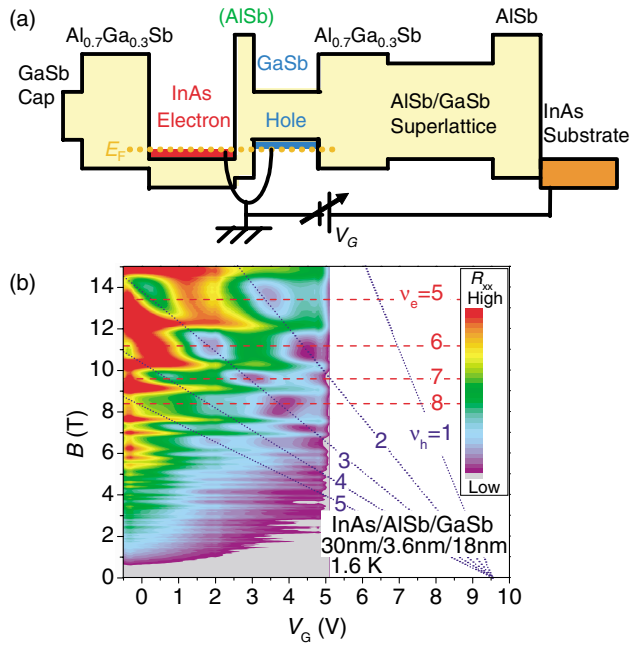 (a)
(AlSb)
AlSb
Al0.7Ga0.3Sb
GaSb
Al0.7Ga0.3Sb
GaSb
Cap
InAs
Electron
Hole
AlSb/GaSb
Superlattice
InAs
Substrate
EF
VG
(b)
Rxx
High
Low
νe=5
6
7
8
νh=1
2
3
4
5
InAs/AlSb/GaSb
30nm/3.6nm/18nm
1.6 K
B (T)
14
12
10
8
6
4
2
0
0 1 2 3 4 5 6 7 8 9 10
VG (V)